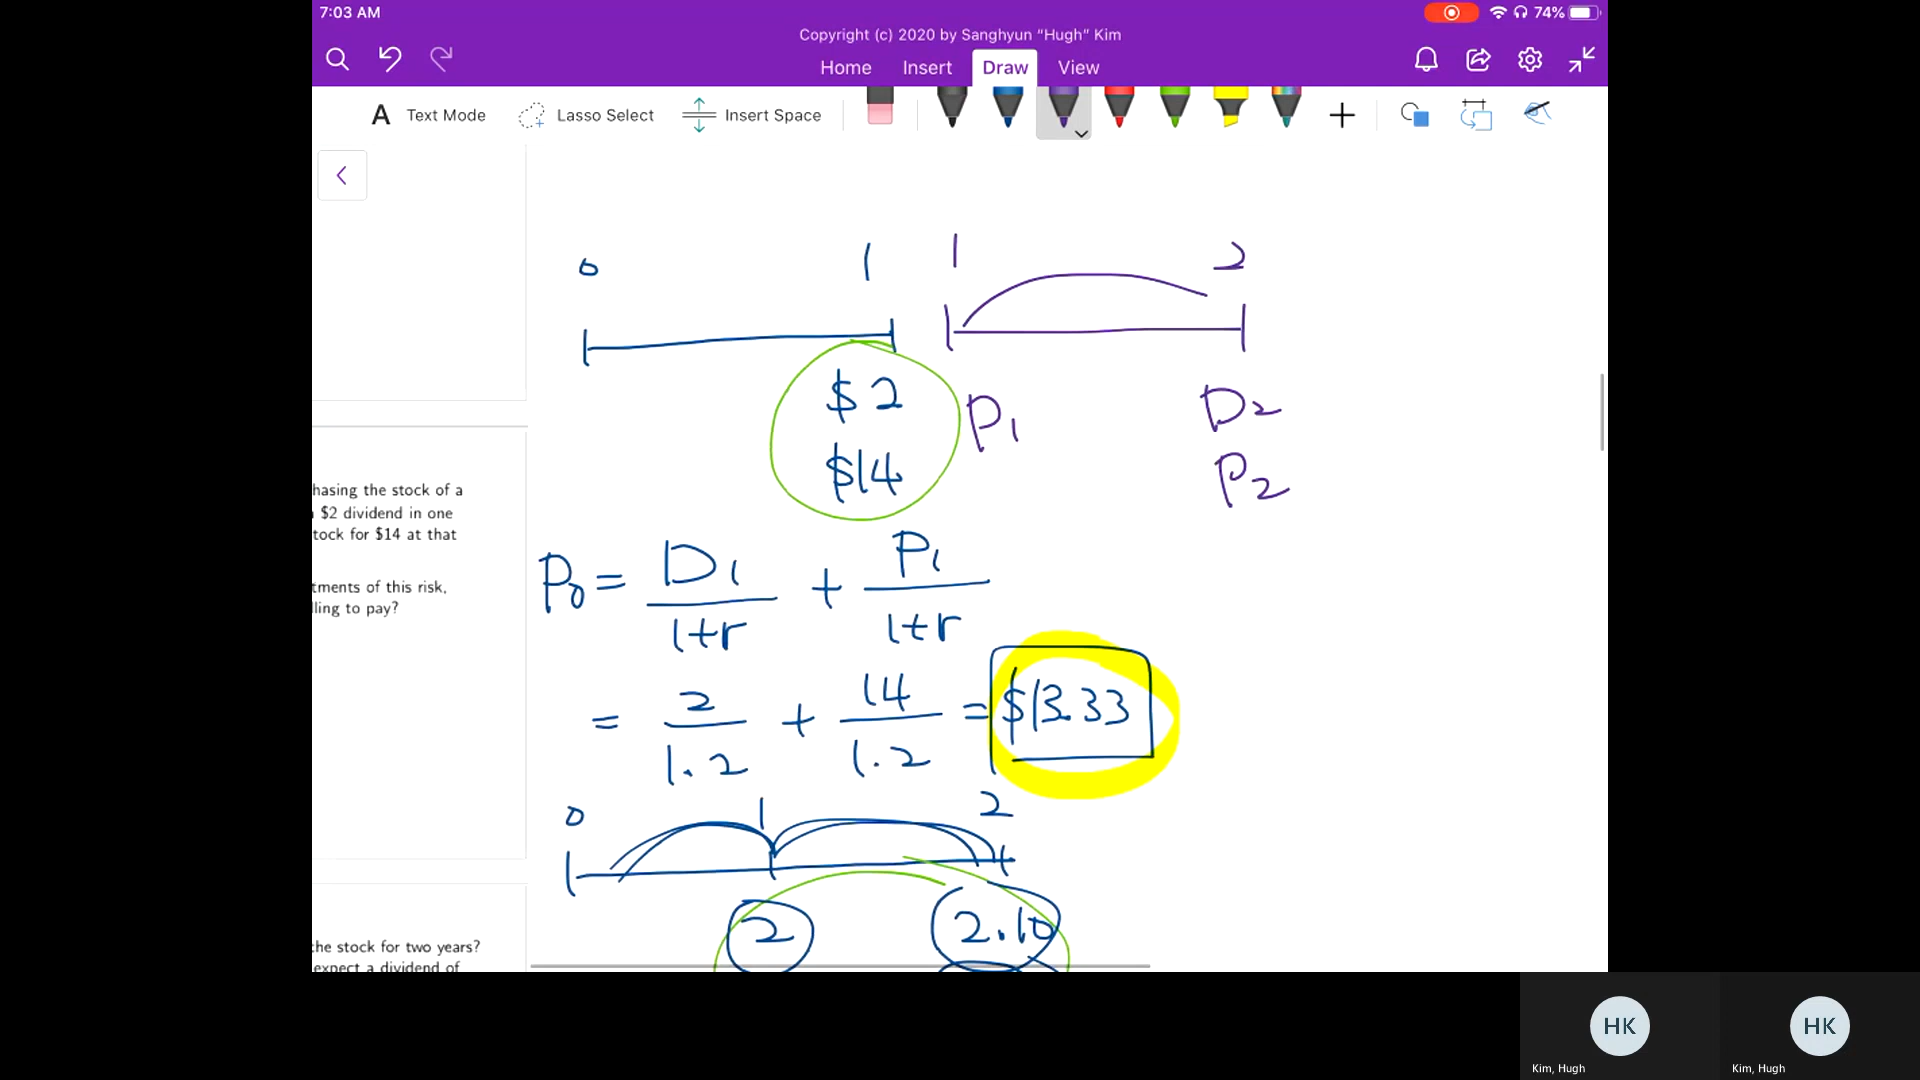 7:03 AM
74%
Copyright (c) 2020 by Sanghyun “Hugh” Kim
Home Insert Draw View
A Text Mode Lasso Select Insert Space
0 1 1 2
$2
$14
P1
D2
P2
hasing the stock of a
$2 dividend in one
tock for $14 at that
tments of this risk,
ling to pay?
P0 = D1/1+r + P1/1+r
= 2/1.2 + 14/1.2 = $13.33
0 1 2
2 2.10
the stock for two years?
expect a dividend of
HK HK
Kim, Hugh Kim, Hugh